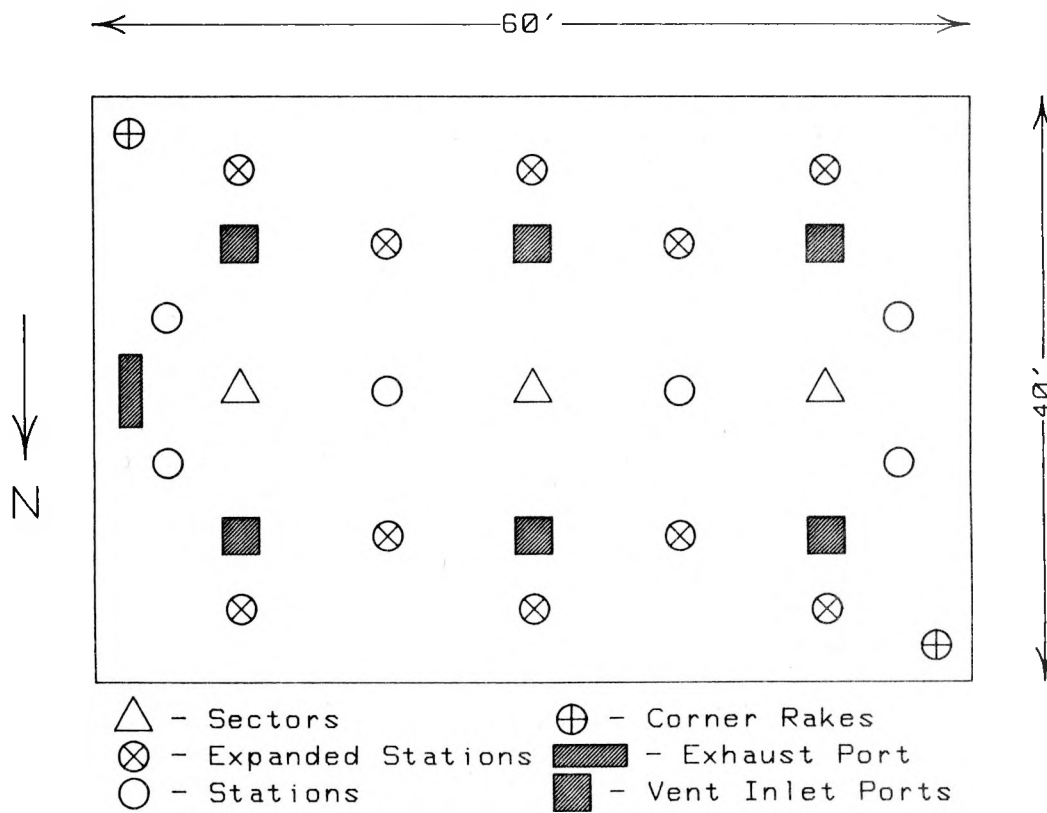 60'
40'
N
- Sectors
- Corner Rakes
- Expanded Stations
- Exhaust Port
- Stations
- Vent Inlet Ports